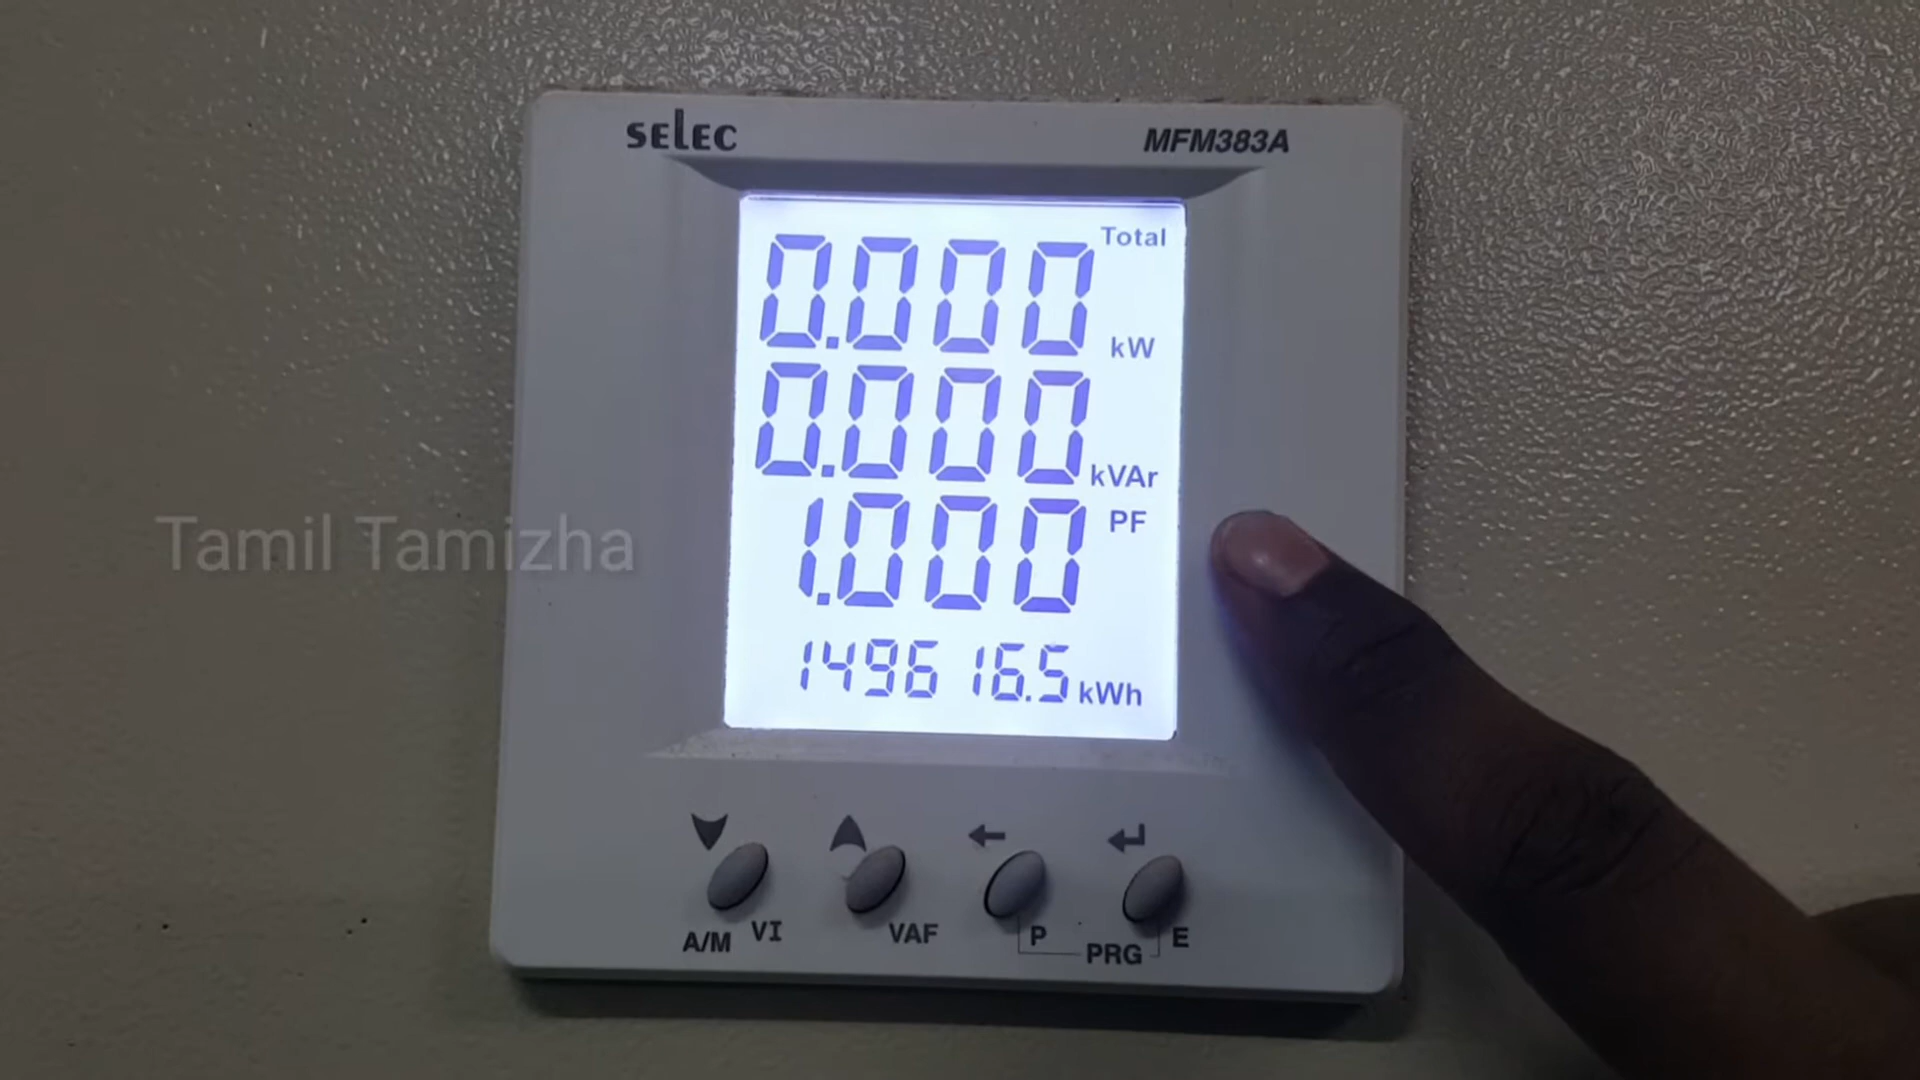 SELEC MFM383A
Total
0.000 kW
0.000 kVAr
1.000 PF
149616.5 kWh
Tamil Tamizha
A/M VI VAF P PRG E